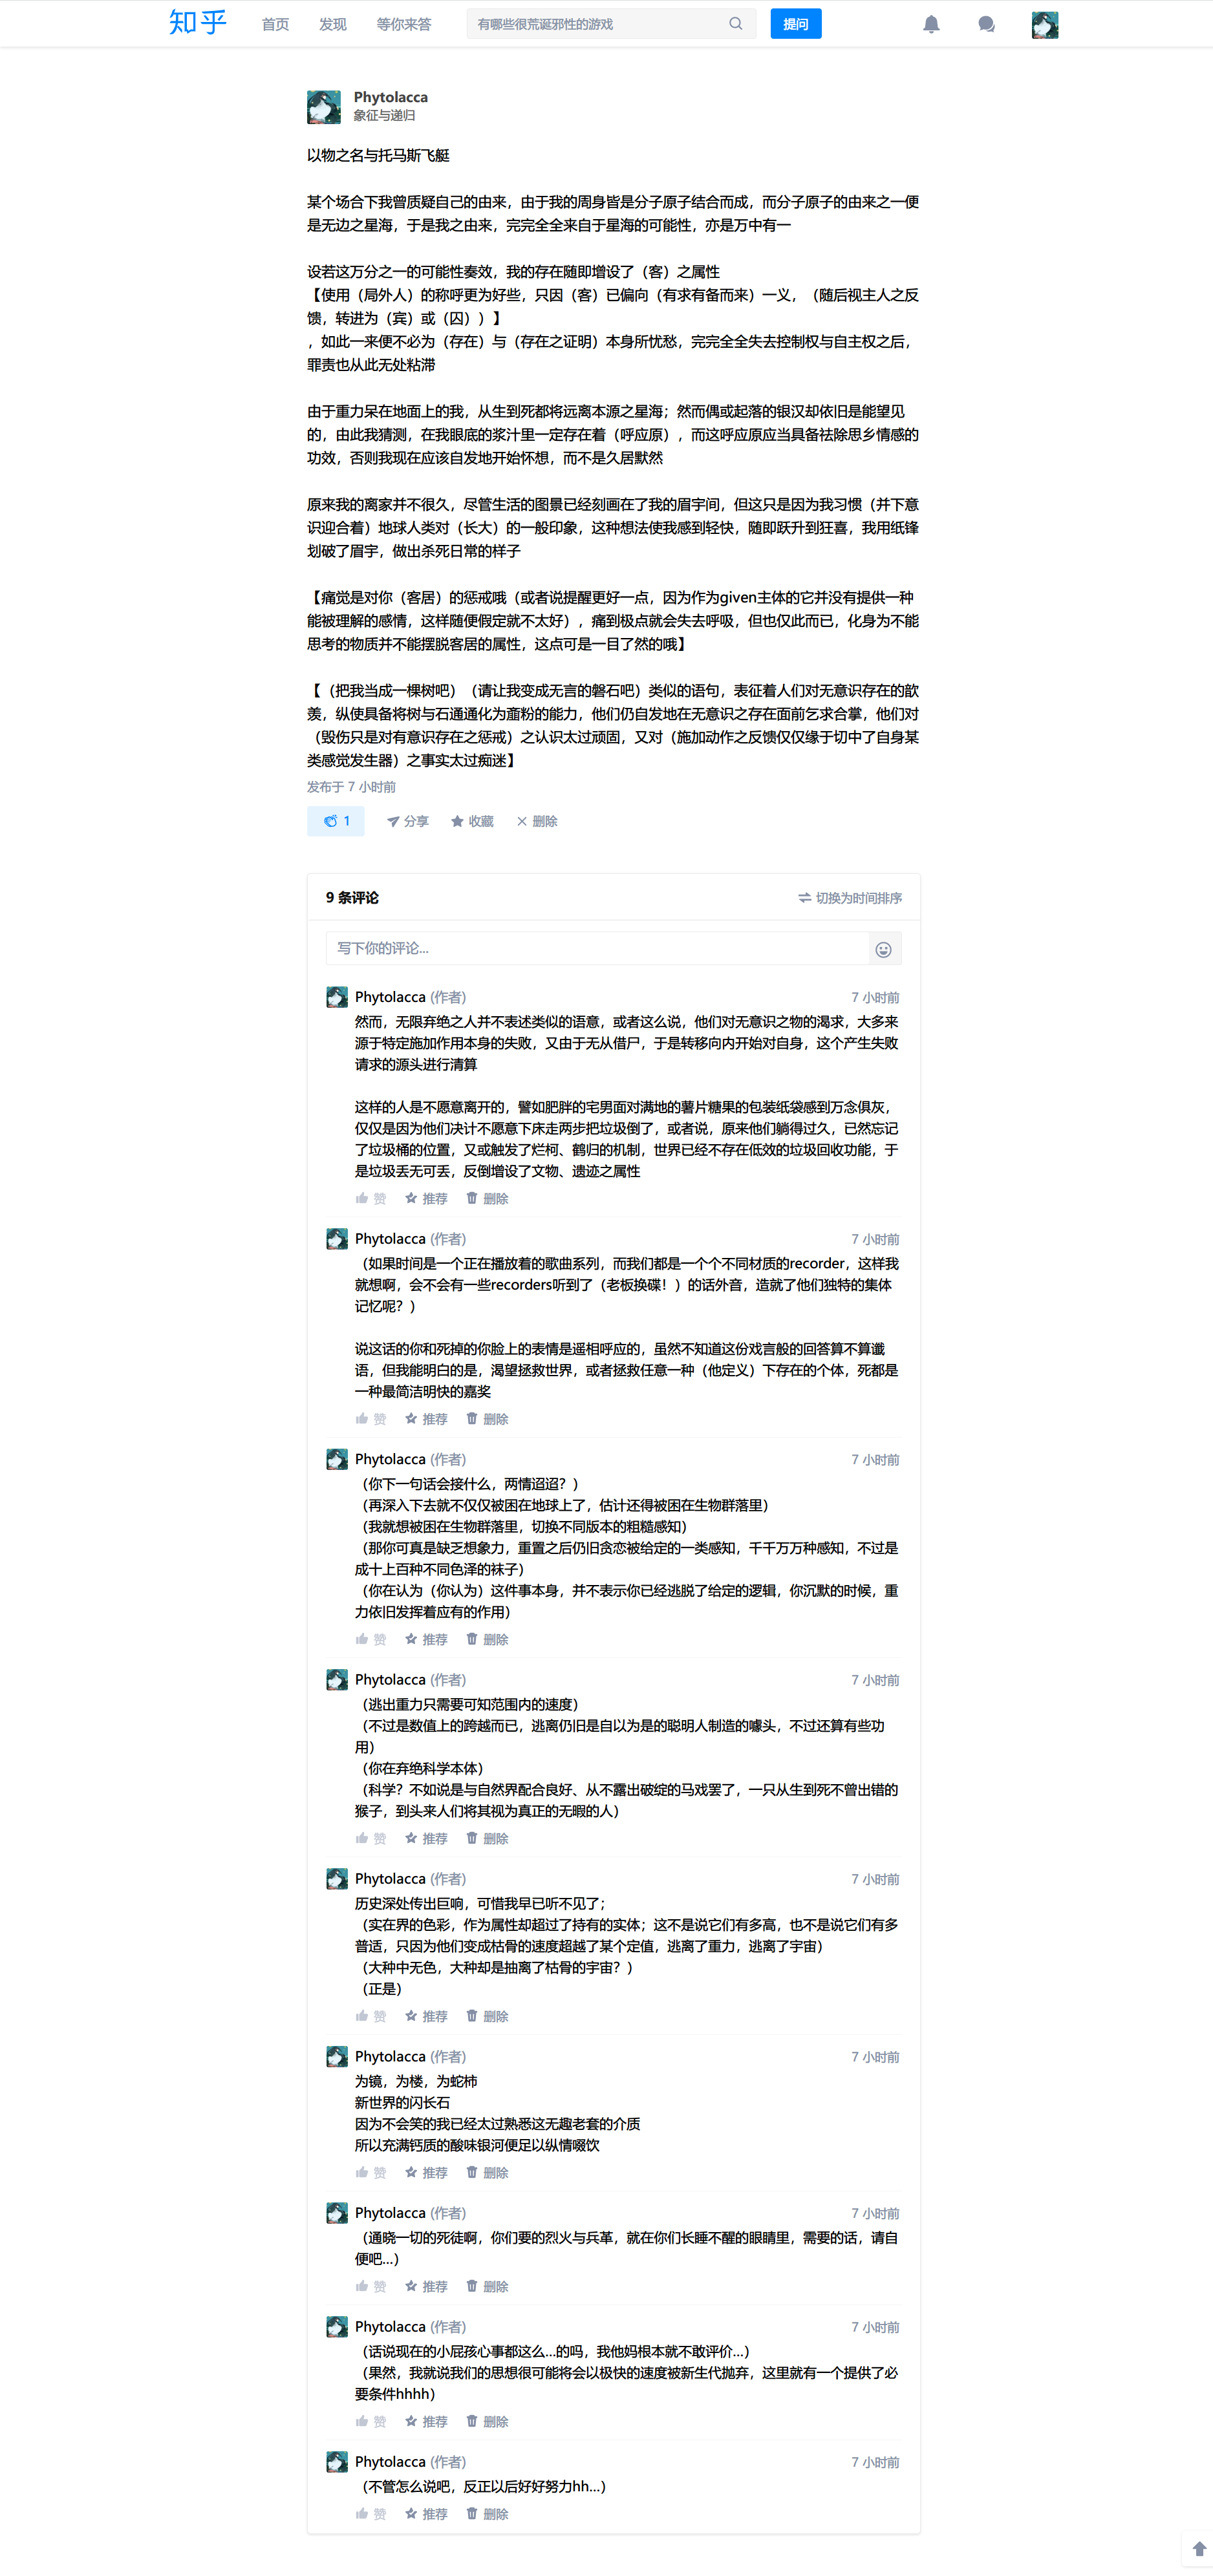 知乎
首页 发现 等你来答 有哪些很荒诞邪性的游戏 提问
Phytolacca
象征与递归
以物之名与托马斯飞艇
某个场合下我曾质疑自己的由来，由于我的周身皆是分子原子结合而成，而分子原子的由来之一便
是无边之星海，于是我之由来，完完全全来自于星海的可能性，亦是万中有一
设若这万分之一的可能性奏效，我的存在随即增设了（客）之属性
【使用（局外人）的称呼更为好些，只因（客）已偏向（有求有备而来）一义，（随后视主人之反
馈，转进为（宾）或（囚））】
，如此一来便不必为（存在）与（存在之证明）本身所忧愁，完完全全失去控制权与自主权之后，
罪责也从此无处粘滞
由于重力呆在地面上的我，从生到死都将远离本源之星海；然而偶或起落的银汉却依旧是能望见
的，由此我猜测，在我眼底的浆汁里一定存在着（呼应原），而这呼应原应当具备祛除思乡情感的
功效，否则我现在应该自发地开始怀想，而不是久居默然
原来我的离家并不很久，尽管生活的图景已经刻画在了我的眉宇间，但这只是因为我习惯（并下意
识迎合着）地球人类对（长大）的一般印象，这种想法使我感到轻快，随即跃升到狂喜，我用纸锋
划破了眉宇，做出杀死日常的样子
【痛觉是对你（客居）的惩戒哦（或者说提醒更好一点，因为作为given主体的它并没有提供一种
能被理解的感情，这样随便假定就不太好），痛到极点就会失去呼吸，但也仅此而已，化身为不能
思考的物质并不能摆脱客居的属性，这点可是一目了然的哦】
【（把我当成一棵树吧）（请让我变成无言的磐石吧）类似的语句，表征着人们对无意识存在的歆
羡，纵使具备将树与石通通化为齑粉的能力，他们仍自发地在无意识之存在面前乞求合掌，他们对
（毁伤只是对有意识存在之惩戒）之认识太过顽固，又对（施加动作之反馈仅仅缘于切中了自身某
类感觉发生器）之事实太过痴迷】
发布于 7 小时前
1 分享 收藏 删除
9 条评论 切换为时间排序
写下你的评论...
Phytolacca (作者) 7 小时前
然而，无限弃绝之人并不表述类似的语意，或者这么说，他们对无意识之物的渴求，大多来
源于特定施加作用本身的失败，又由于无从借尸，于是转移向内开始对自身，这个产生失败
请求的源头进行清算
这样的人是不愿意离开的，譬如肥胖的宅男面对满地的薯片糖果的包装纸袋感到万念俱灰，
仅仅是因为他们决计不愿意下床走两步把垃圾倒了，或者说，原来他们躺得过久，已然忘记
了垃圾桶的位置，又或触发了烂柯、鹤归的机制，世界已经不存在低效的垃圾回收功能，于
是垃圾丢无可丢，反倒增设了文物、遗迹之属性
赞 推荐 删除
Phytolacca (作者) 7 小时前
（如果时间是一个正在播放着的歌曲系列，而我们都是一个个不同材质的recorder，这样我
就想啊，会不会有一些recorders听到了（老板换碟！）的话外音，造就了他们独特的集体
记忆呢？）
说这话的你和死掉的你脸上的表情是遥相呼应的，虽然不知道这份戏言般的回答算不算谶
语，但我能明白的是，渴望拯救世界，或者拯救任意一种（他定义）下存在的个体，死都是
一种最简洁明快的嘉奖
赞 推荐 删除
Phytolacca (作者) 7 小时前
（你下一句话会接什么，两情迢迢？）
（再深入下去就不仅仅被困在地球上了，估计还得被困在生物群落里）
（我就想被困在生物群落里，切换不同版本的粗糙感知）
（那你可真是缺乏想象力，重置之后仍旧贪恋被给定的一类感知，千千万万种感知，不过是
成十上百种不同色泽的袜子）
（你在认为（你认为）这件事本身，并不表示你已经逃脱了给定的逻辑，你沉默的时候，重
力依旧发挥着应有的作用）
赞 推荐 删除
Phytolacca (作者) 7 小时前
（逃出重力只需要可知范围内的速度）
（不过是数值上的跨越而已，逃离仍旧是自以为是的聪明人制造的噱头，不过还算有些功
用）
（你在弃绝科学本体）
（科学？不如说是与自然界配合良好、从不露出破绽的马戏罢了，一只从生到死不曾出错的
猴子，到头来人们将其视为真正的无暇的人）
赞 推荐 删除
Phytolacca (作者) 7 小时前
历史深处传出巨响，可惜我早已听不见了；
（实在界的色彩，作为属性却超过了持有的实体；这不是说它们有多高，也不是说它们有多
普适，只因为他们变成枯骨的速度超越了某个定值，逃离了重力，逃离了宇宙）
（大种中无色，大种却是抽离了枯骨的宇宙？）
（正是）
赞 推荐 删除
Phytolacca (作者) 7 小时前
为镜，为楼，为蛇柿
新世界的闪长石
因为不会笑的我已经太过熟悉这无趣老套的介质
所以充满钙质的酸味银河便足以纵情啜饮
赞 推荐 删除
Phytolacca (作者) 7 小时前
（通晓一切的死徒啊，你们要的烈火与兵革，就在你们长睡不醒的眼睛里，需要的话，请自
便吧...）
赞 推荐 删除
Phytolacca (作者) 7 小时前
（话说现在的小屁孩心事都这么...的吗，我他妈根本就不敢评价...）
（果然，我就说我们的思想很可能将会以极快的速度被新生代抛弃，这里就有一个提供了必
要条件hhhh）
赞 推荐 删除
Phytolacca (作者) 7 小时前
（不管怎么说吧，反正以后好好努力hh...）
赞 推荐 删除